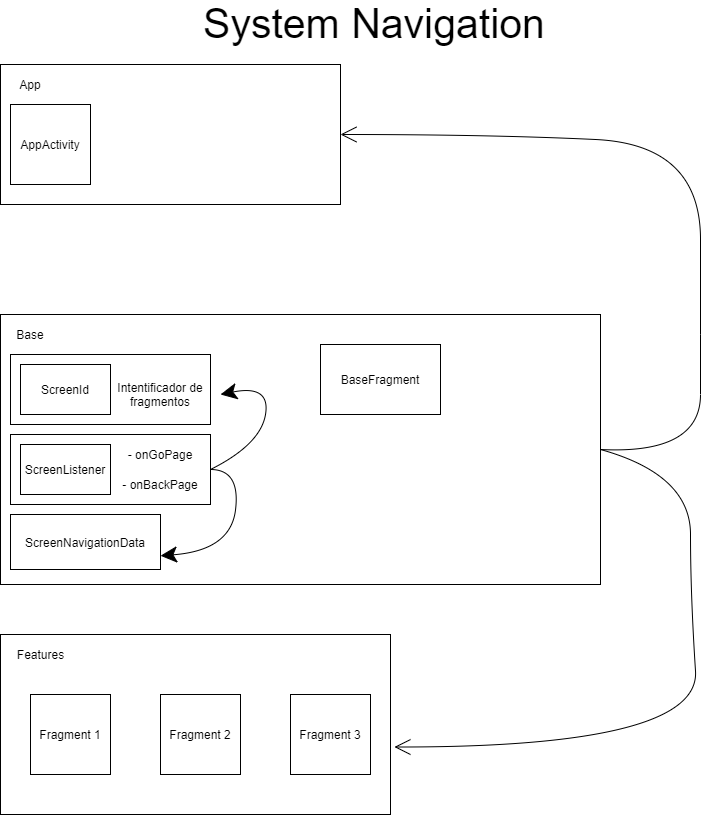 System Navigation
App
AppActivity
Base
ScreenId
Intentificador de
fragmentos
BaseFragment
ScreenListener
- onGoPage
- onBackPage
ScreenNavigationData
Features
Fragment 1
Fragment 2
Fragment 3